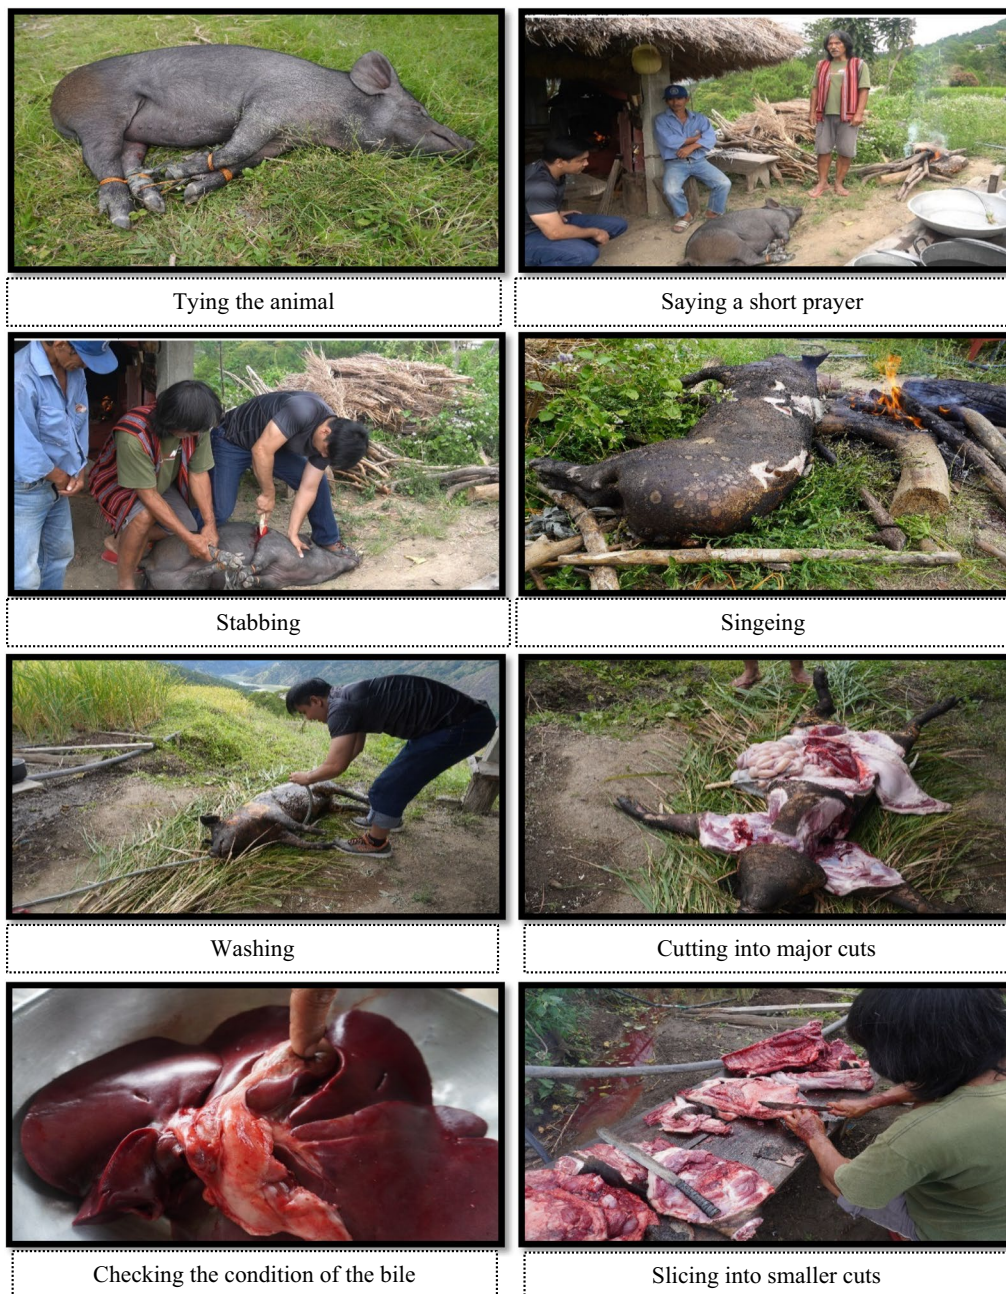 Tying the animal
Saying a short prayer
Stabbing
Singeing
Washing
Cutting into major cuts
Checking the condition of the bile
Slicing into smaller cuts